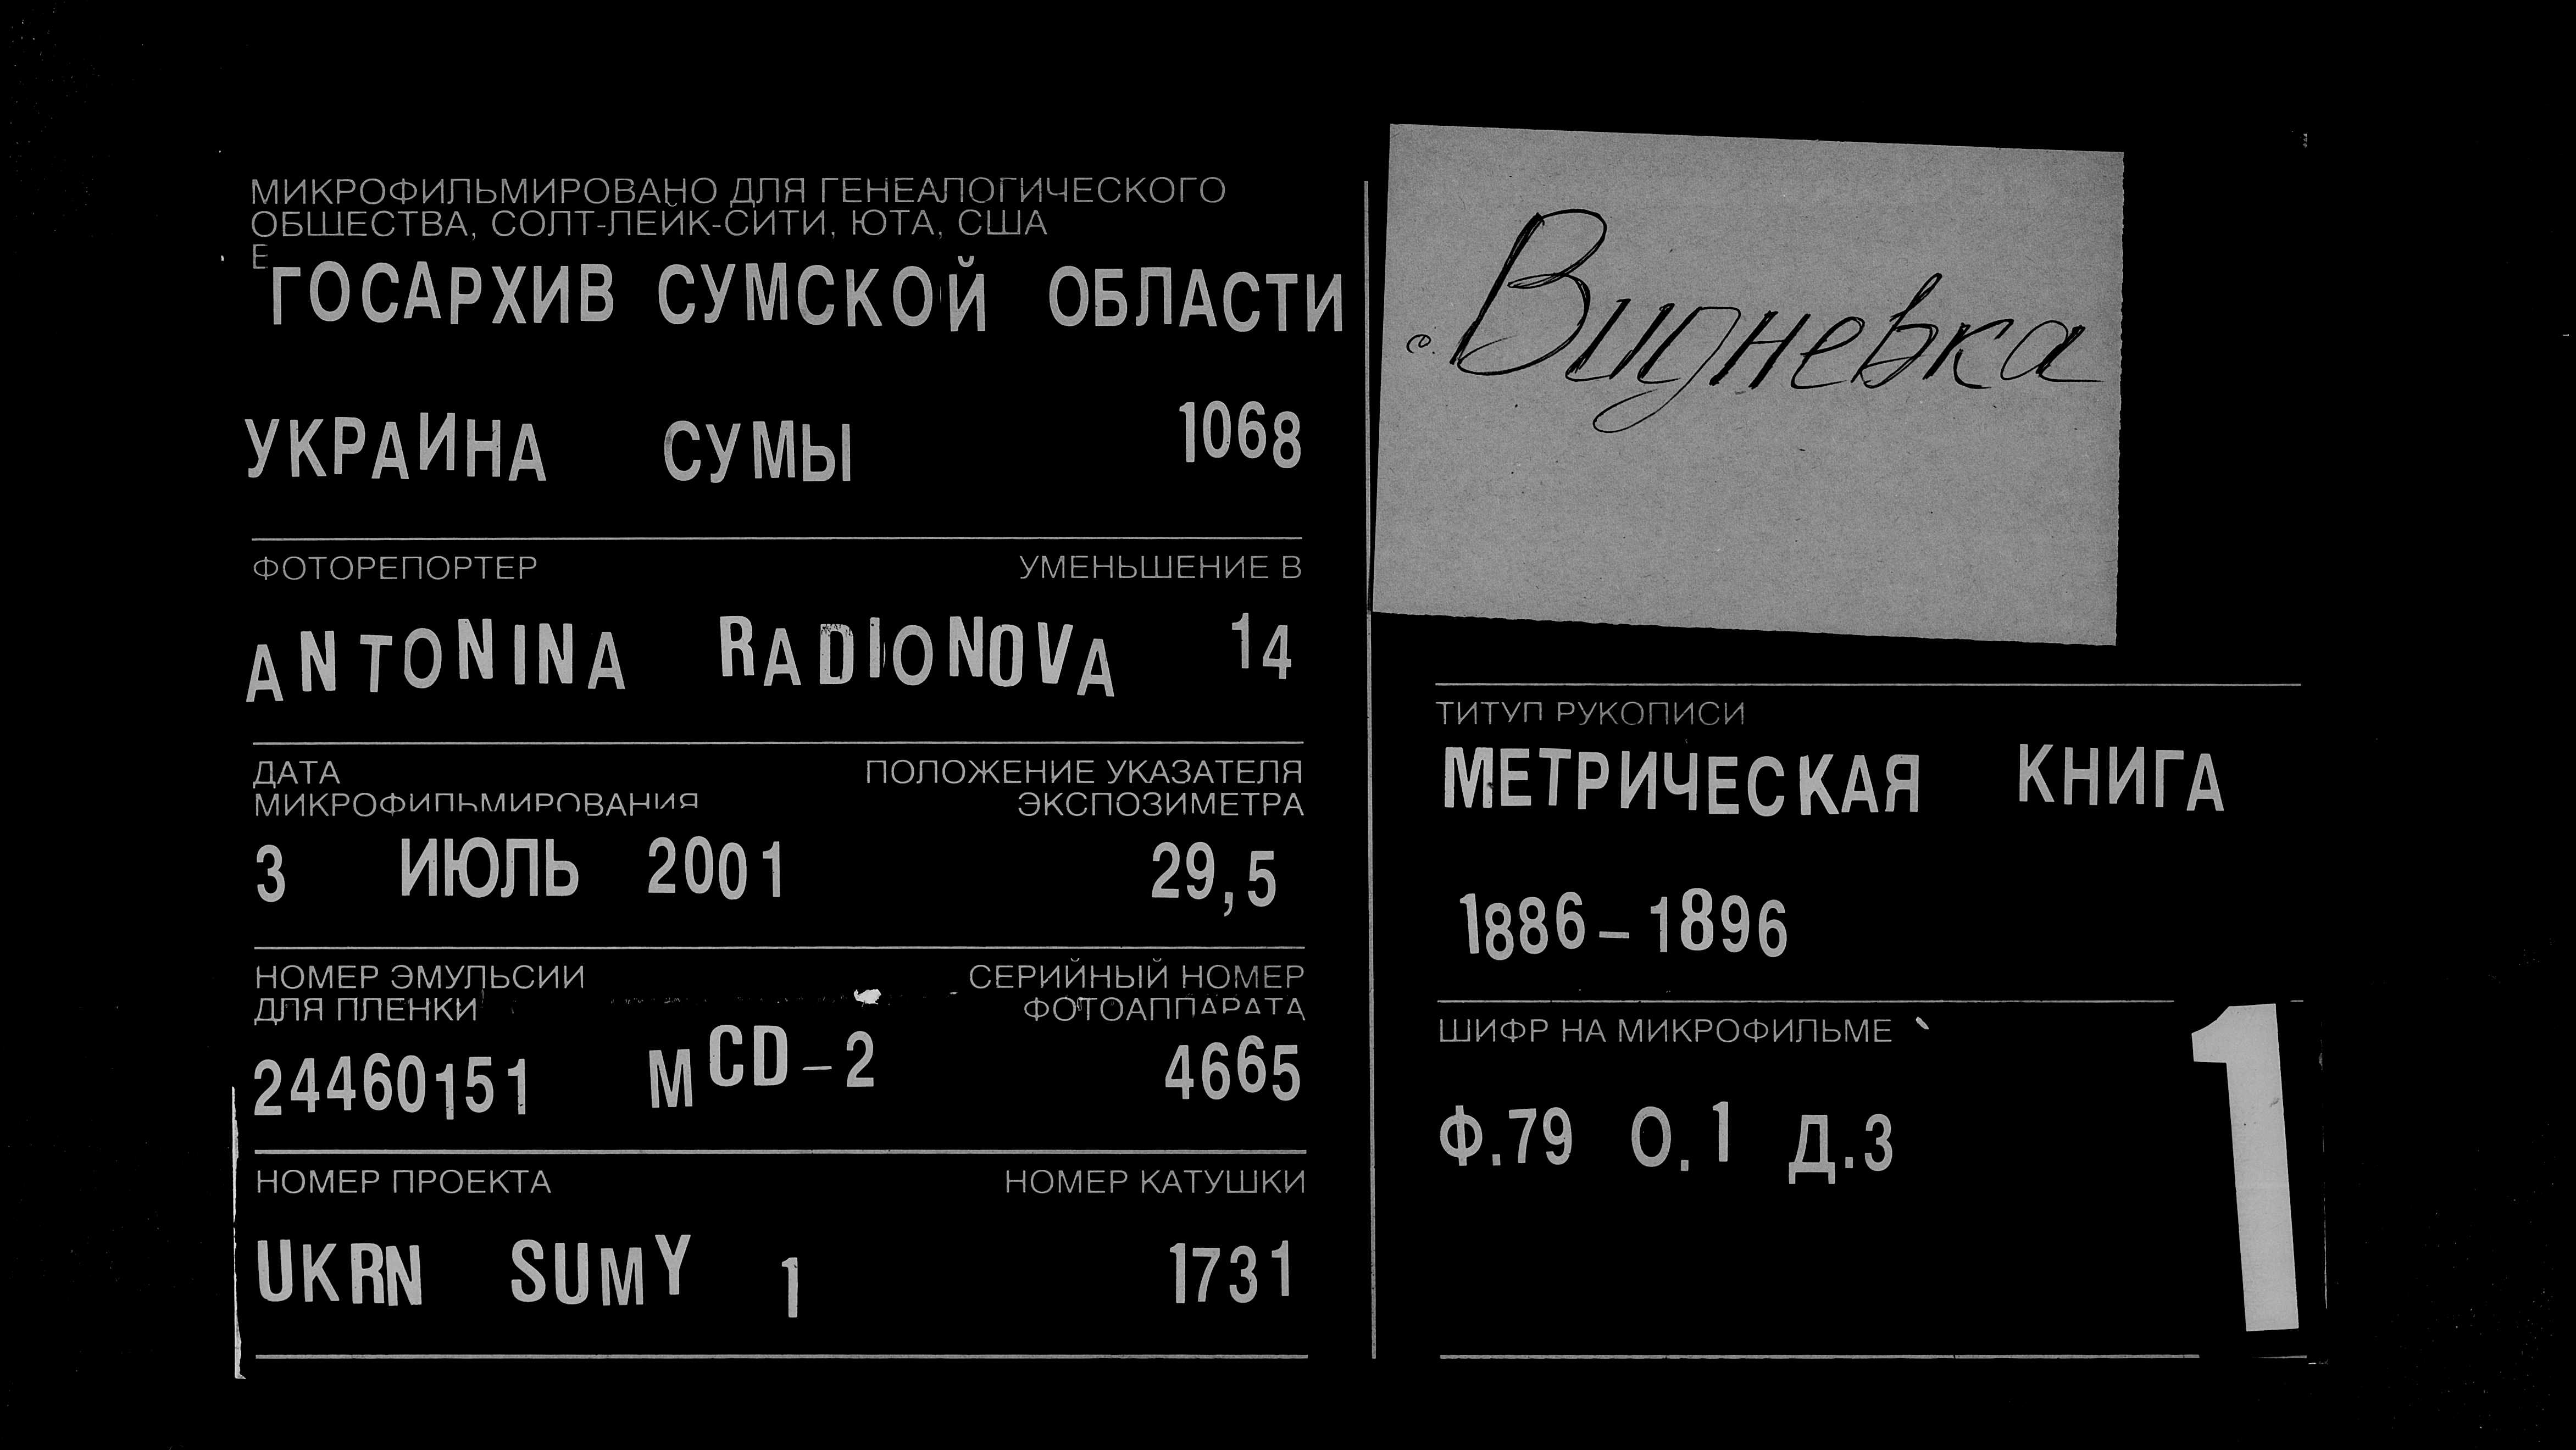 МИКРОФИЛЬМИРОВАНО ДЛЯ ГЕНЕАЛОГИЧЕСКОГО
ОБЩЕСТВА, СОЛТ-ЛЕЙК-СИТИ, ЮТА, США
Е
ГОСАРХИВ СУМСКОЙ ОБЛАСТИ
УКРАИНА СУМЫ 1068
ФОТОРЕПОРТЕР УМЕНЬШЕНИЕ В
ANTONINA RADIONOVA 14
ДАТА ПОЛОЖЕНИЕ УКАЗАТЕЛЯ
МИКРОФИЛЬМИРОВАНИЯ ЭКСПОЗИМЕТРА
3 ИЮЛЬ 2001 29,5
НОМЕР ЭМУЛЬСИИ СЕРИЙНЫЙ НОМЕР
ДЛЯ ПЛЕНКИ ФОТОАППАРАТА
24460151 MCD-2 4665
НОМЕР ПРОЕКТА НОМЕР КАТУШКИ
UKRN SUMY 1 1731
с. Видневка
ТИТУЛ РУКОПИСИ
МЕТРИЧЕСКАЯ КНИГА
1886-1896
ШИФР НА МИКРОФИЛЬМЕ
Ф.79 О.1 Д.3
1